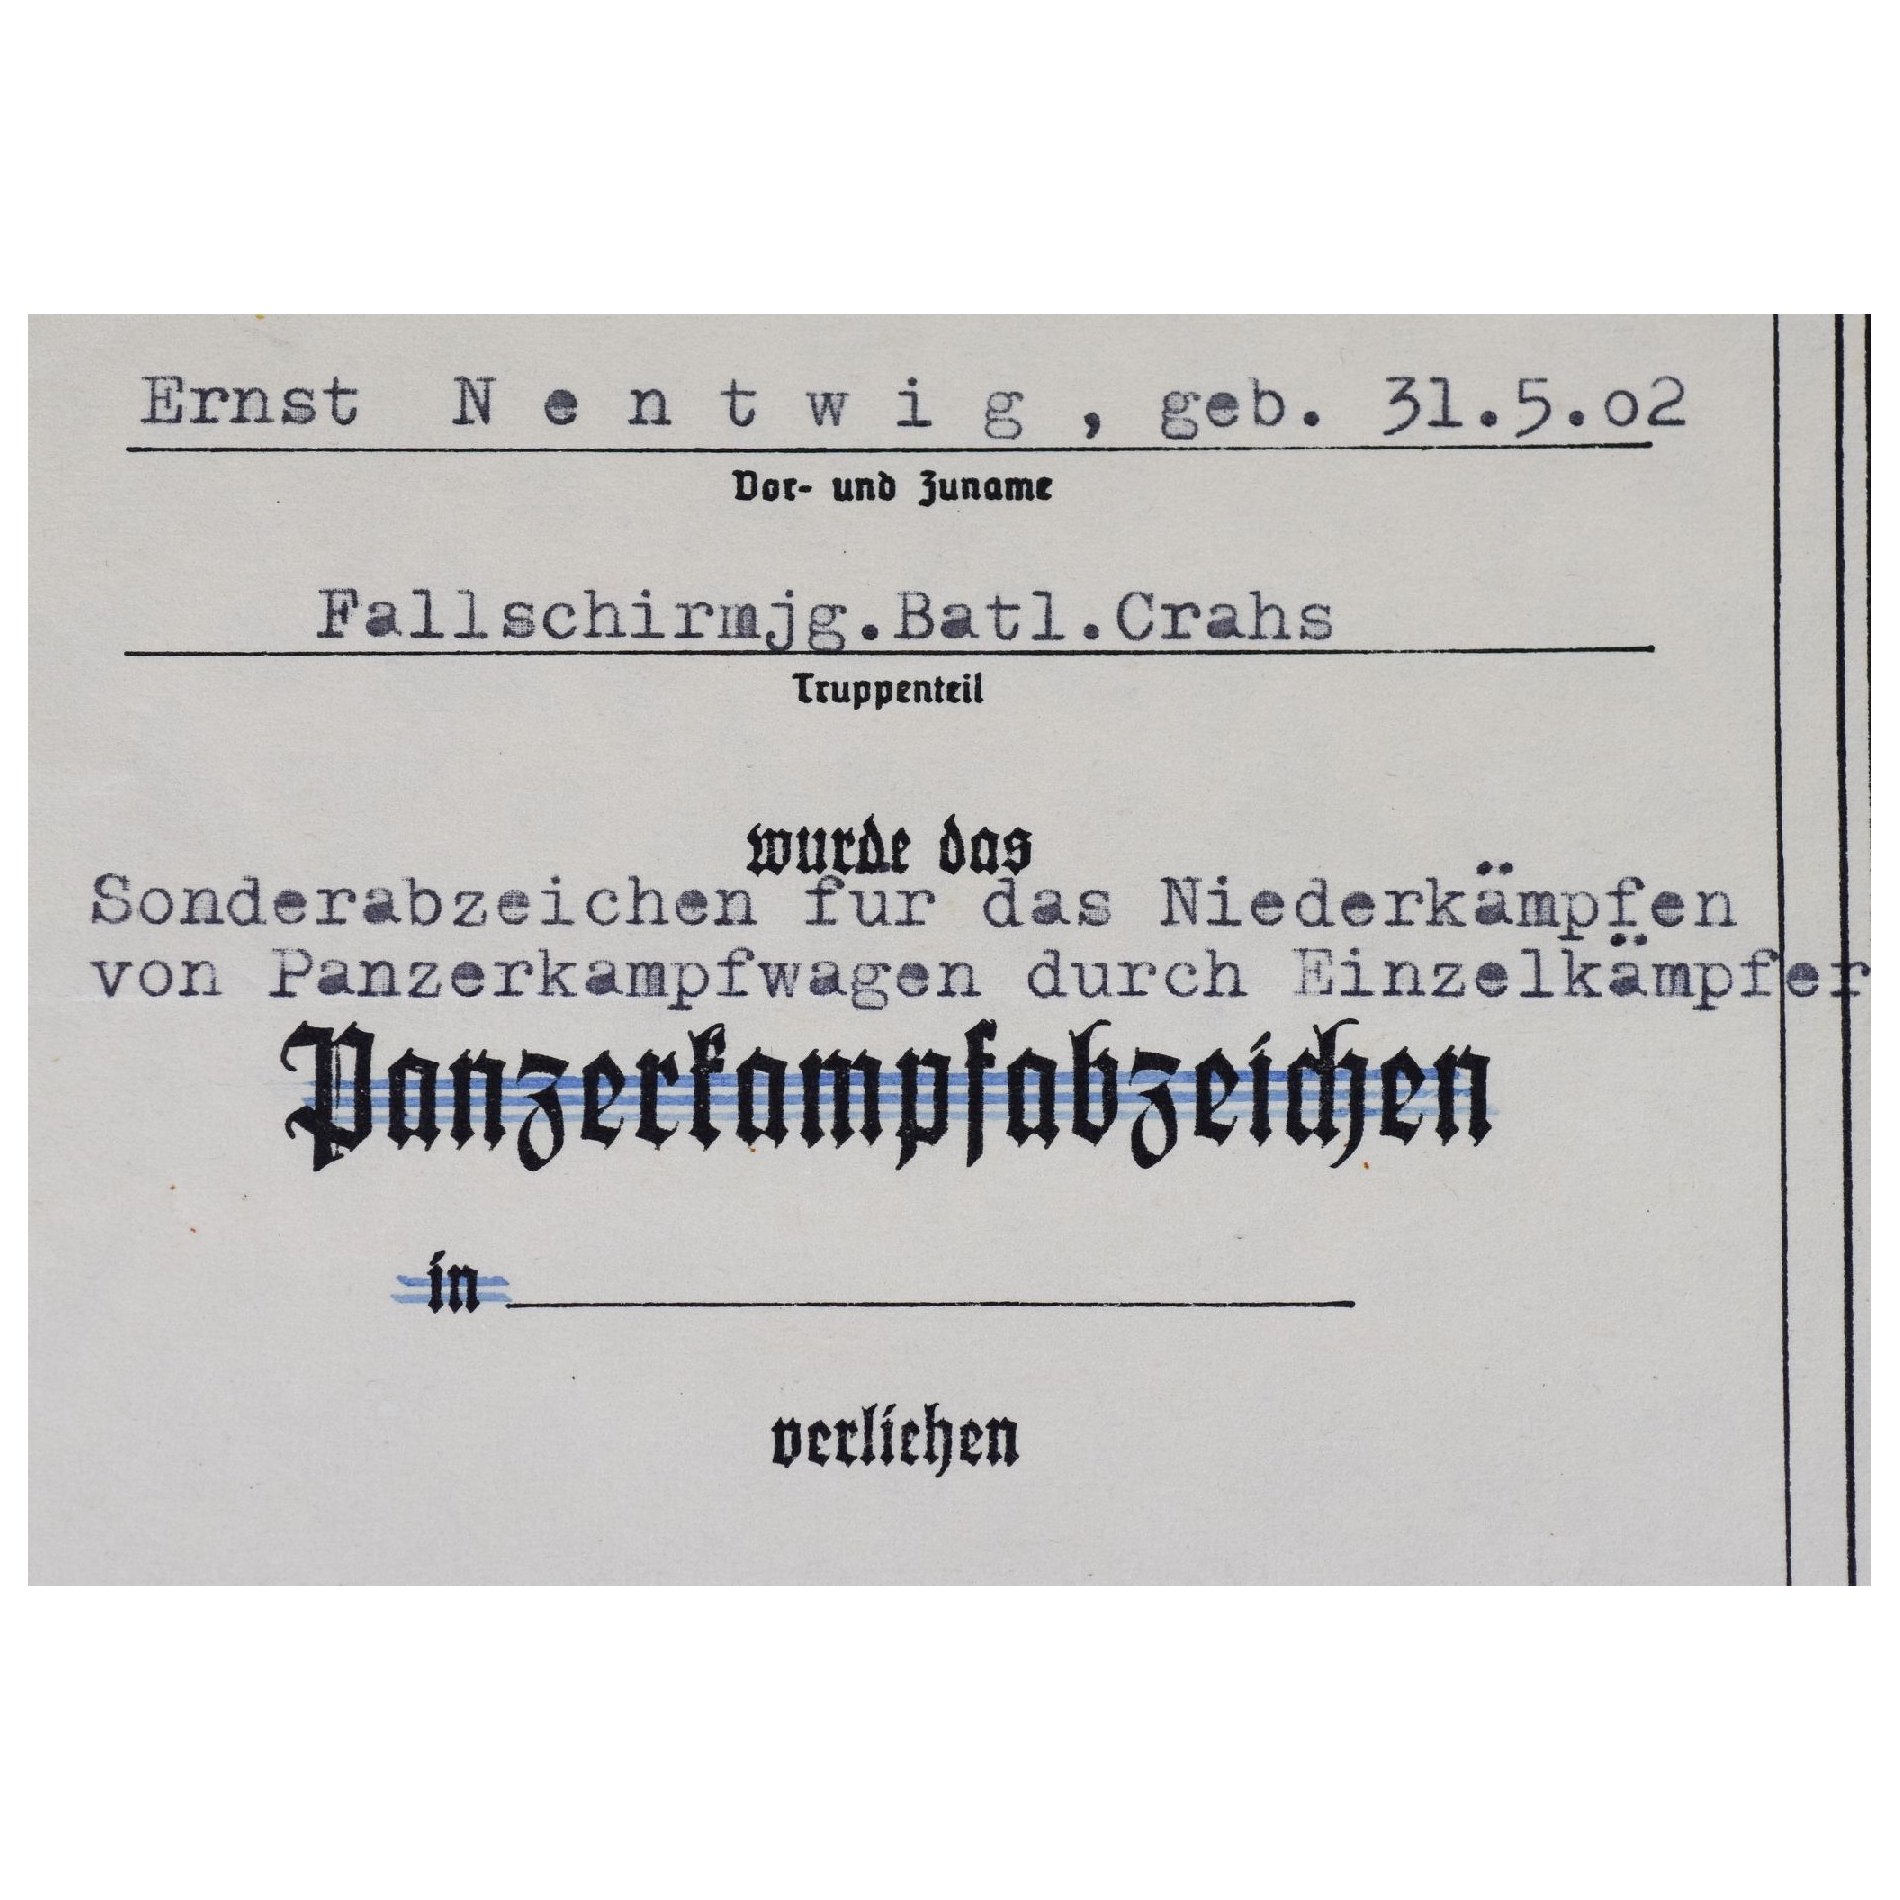 Ernst N e n t w i g , geb. 31.5.o2
Vor- und Zuname
Fallschirmjg.Batl.Crahs
Truppenteil
wurde das
Sonderabzeichen fur das Niederkämpfen
von Panzerkampfwagen durch Einzelkämpfer
Panzerkampfabzeichen
in
verliehen